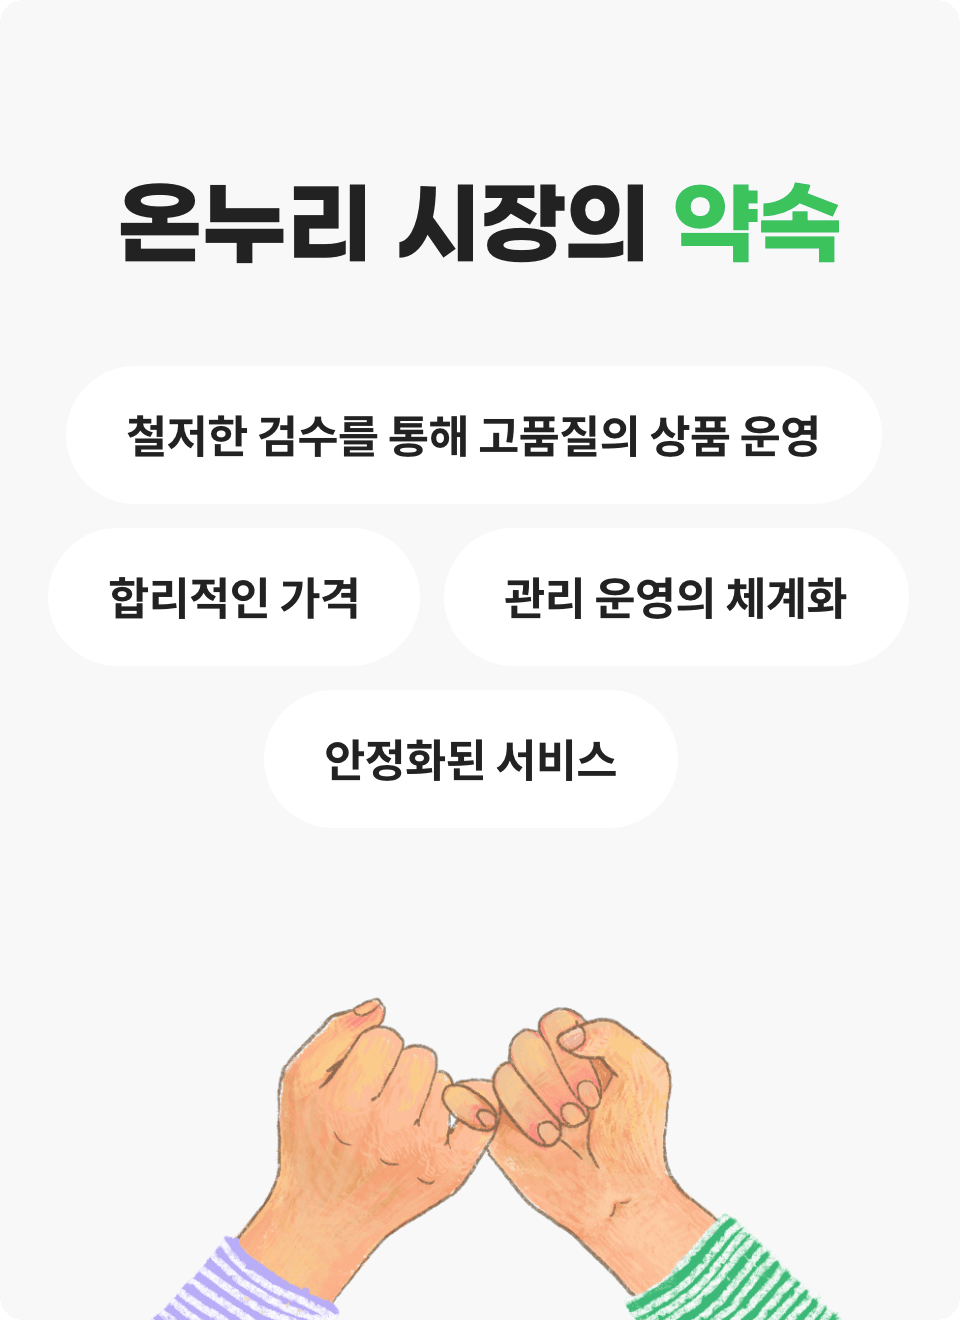 온누리 시장의 약속
철저한 검수를 통해 고품질의 상품 운영
합리적인 가격
관리 운영의 체계화
안정화된 서비스